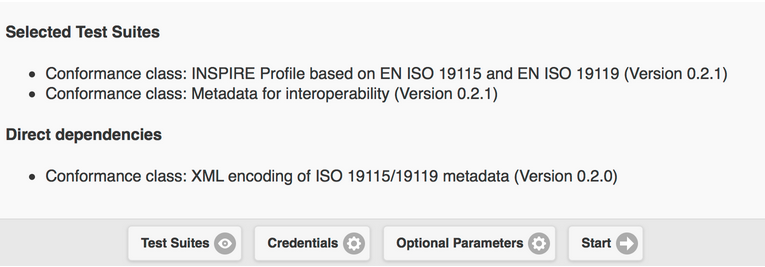 Selected Test Suites
Conformance class: INSPIRE Profile based on EN ISO 19115 and EN ISO 19119 (Version 0.2.1)
Conformance class: Metadata for interoperability (Version 0.2.1)
Direct dependencies
Conformance class: XML encoding of ISO 19115/19119 metadata (Version 0.2.0)
Test Suites Credentials Optional Parameters Start